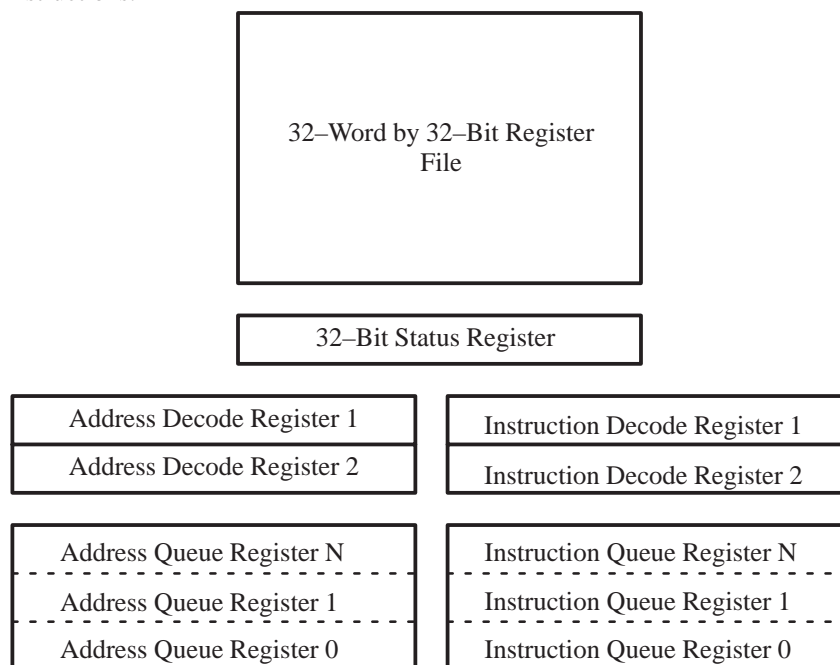 32–Word by 32–Bit Register
File
32–Bit Status Register
Address Decode Register 1
Instruction Decode Register 1
Address Decode Register 2
Instruction Decode Register 2
Address Queue Register N
Instruction Queue Register N
Address Queue Register 1
Instruction Queue Register 1
Address Queue Register 0
Instruction Queue Register 0